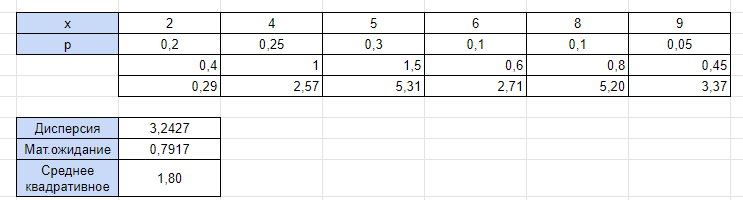 x 2 4 5 6 8 9
p 0,2 0,25 0,3 0,1 0,1 0,05
0,4 1 1,5 0,6 0,8 0,45
0,29 2,57 5,31 2,71 5,20 3,37
Дисперсия 3,2427
Мат.ожидание 0,7917
Среднее
квадративное 1,80